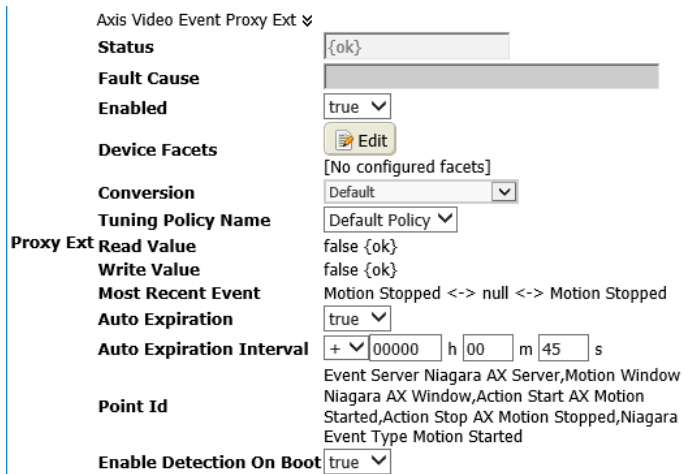 Axis Video Event Proxy Ext
Status {ok}
Fault Cause
Enabled true
Device Facets Edit
[No configured facets]
Conversion Default
Tuning Policy Name Default Policy
Proxy Ext Read Value false {ok}
Write Value false {ok}
Most Recent Event Motion Stopped <-> null <-> Motion Stopped
Auto Expiration true
Auto Expiration Interval + 00000 h 00 m 45 s
Event Server Niagara AX Server,Motion Window
Niagara AX Window,Action Start AX Motion
Point Id
Started,Action Stop AX Motion Stopped,Niagara
Event Type Motion Started
Enable Detection On Boot true